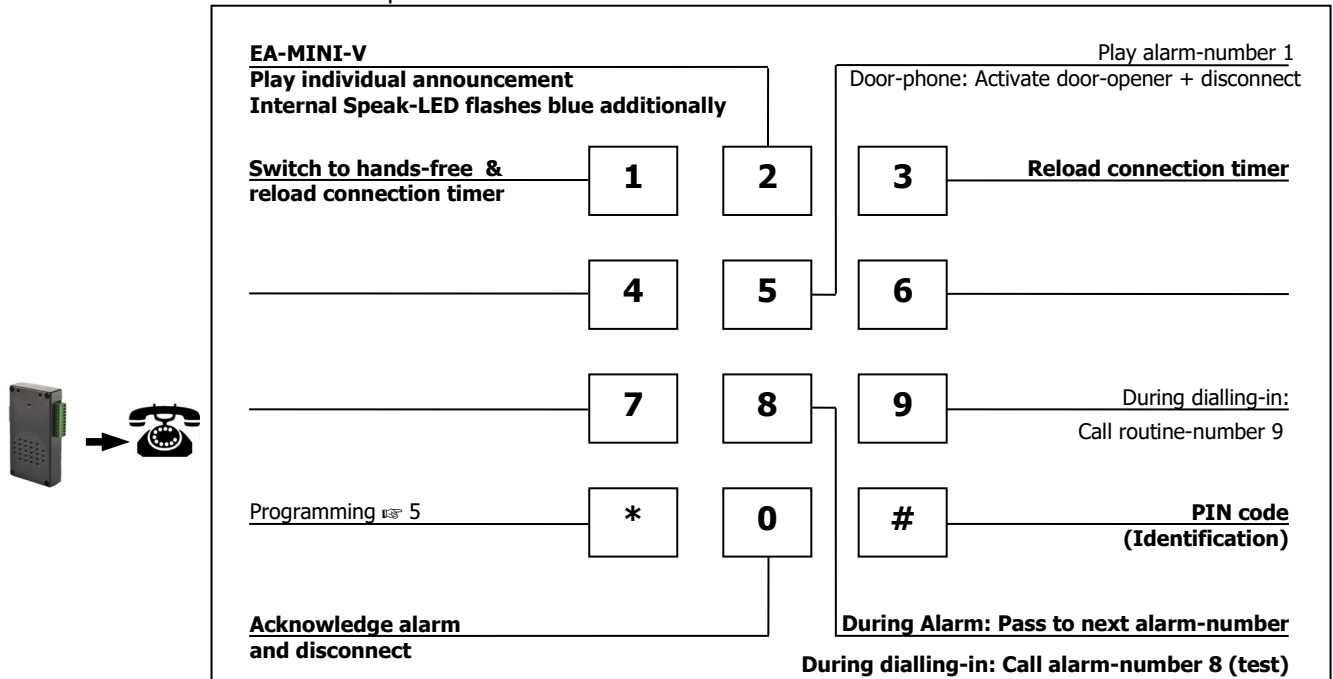 EA-MINI-V
Play individual announcement
Internal Speak-LED flashes blue additionally
Play alarm-number 1
Door-phone: Activate door-opener + disconnect
Switch to hands-free &
reload connection timer
1
2
3
Reload connection timer
4
5
6
7
8
9
During dialling-in:
Call routine-number 9
Programming ☞ 5
*
0
#
PIN code
(Identification)
Acknowledge alarm
and disconnect
During Alarm: Pass to next alarm-number
During dialling-in: Call alarm-number 8 (test)